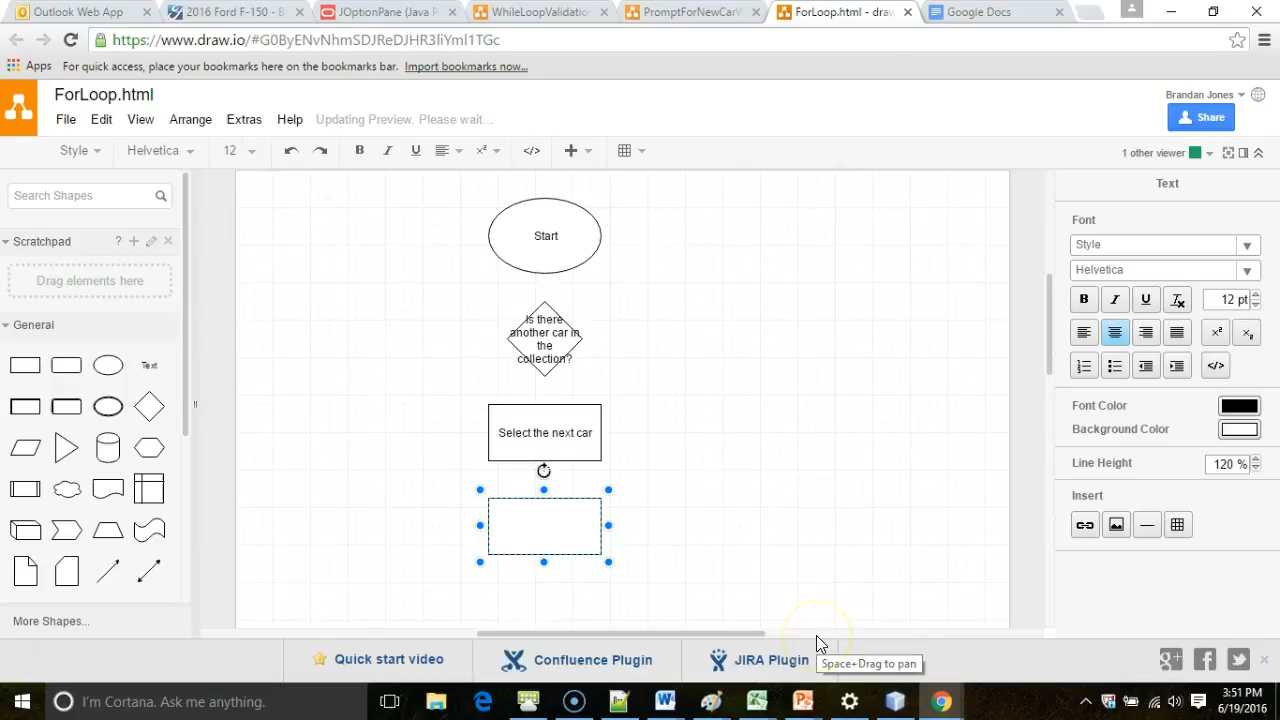 Outlook Web App
2016 Ford F-150 - B
JOptionPane (Java P
WhileLoopValidation
PromptForNewCarW
ForLoop.html - draw
Google Docs
https://www.draw.io/#G0ByENvNhmSDJReDJHR3liYml1TGc
Apps
For quick access, place your bookmarks here on the bookmarks bar.
Import bookmarks now...
ForLoop.html
Brandan Jones
File
Edit
View
Arrange
Extras
Help
Updating Preview. Please wait...
Share
Style
Helvetica
12
B
I
U
</>
1 other viewer
Search Shapes
Scratchpad
?
Drag elements here
General
Text
More Shapes...
Start
Is there
another car in
the
collection?
Select the next car
Text
Font
Style
Helvetica
B
I
U
12 pt
Font Color
Background Color
Line Height
120 %
Insert
Quick start video
Confluence Plugin
JIRA Plugin
Space+Drag to pan
I'm Cortana. Ask me anything.
3:51 PM
6/19/2016